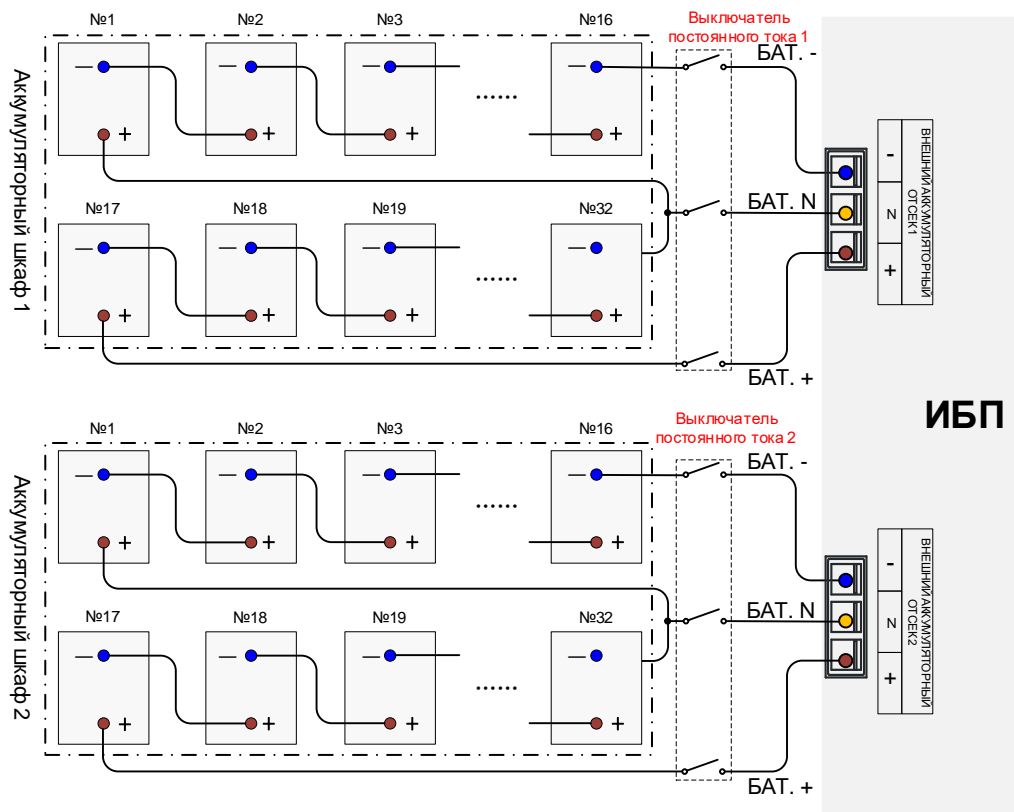 №1 №2 №3 №16
Выключатель
постоянного тока 1
БАТ. -
— — — —
......
+ + + +
Аккумуляторный шкаф 1
№17 №18 №19 №32
БАТ. N
— — — —
......
+ + + +
БАТ. +
-
N
+
ВНЕШНИЙ АККУМУЛЯТОРНЫЙ
ОТСЕК1
ИБП
№1 №2 №3 №16
Выключатель
постоянного тока 2
БАТ. -
— — — —
......
+ + + +
Аккумуляторный шкаф 2
№17 №18 №19 №32
БАТ. N
— — — —
......
+ + + +
БАТ. +
-
N
+
ВНЕШНИЙ АККУМУЛЯТОРНЫЙ
ОТСЕК2